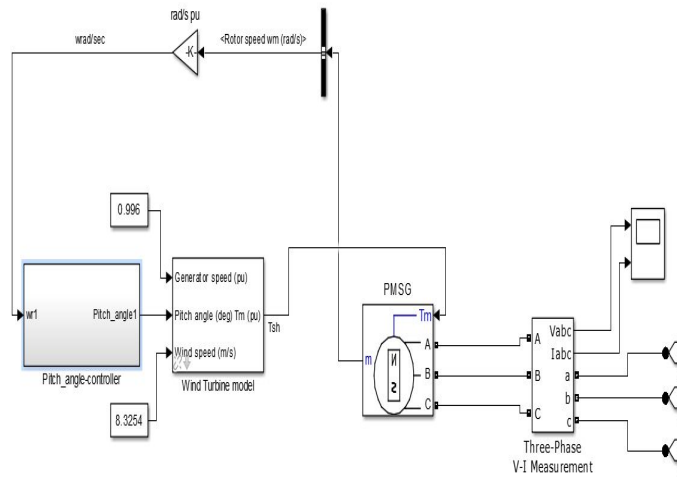 rad/s pu
wrad/sec
-K-
<Rotor speed wm (rad/s)>
0.996
wr1
Pitch_angle1
Pitch_angle-controller
Generator speed (pu)
Pitch angle (deg) Tm (pu)
Wind speed (m/s)
Wind Turbine model
Tsh
8.3254
PMSG
Tm
m
A
B
C
N
S
A
B
C
Vabc
Iabc
a
b
c
Three-Phase
V-I Measurement